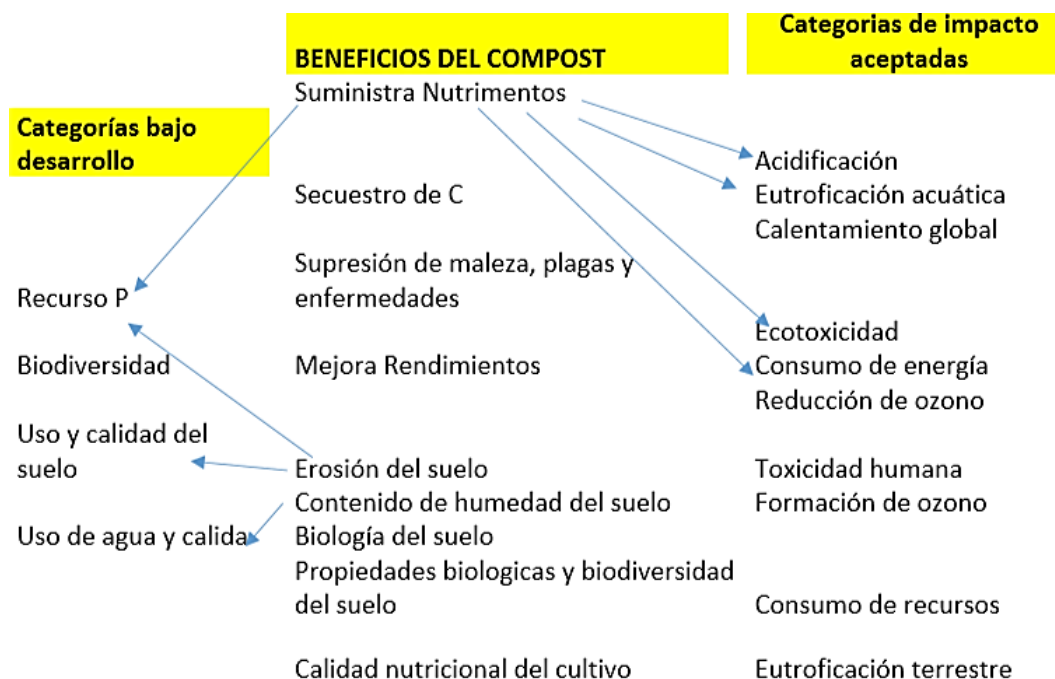 Categorías bajo
desarrollo
Recurso P
Biodiversidad
Uso y calidad del
suelo
Uso de agua y calida
BENEFICIOS DEL COMPOST
Suministra Nutrimentos
Secuestro de C
Supresión de maleza, plagas y
enfermedades
Mejora Rendimientos
Erosión del suelo
Contenido de humedad del suelo
Biología del suelo
Propiedades biologicas y biodiversidad
del suelo
Calidad nutricional del cultivo
Categorias de impacto
aceptadas
Acidificación
Eutroficación acuática
Calentamiento global
Ecotoxicidad
Consumo de energía
Reducción de ozono
Toxicidad humana
Formación de ozono
Consumo de recursos
Eutroficación terrestre